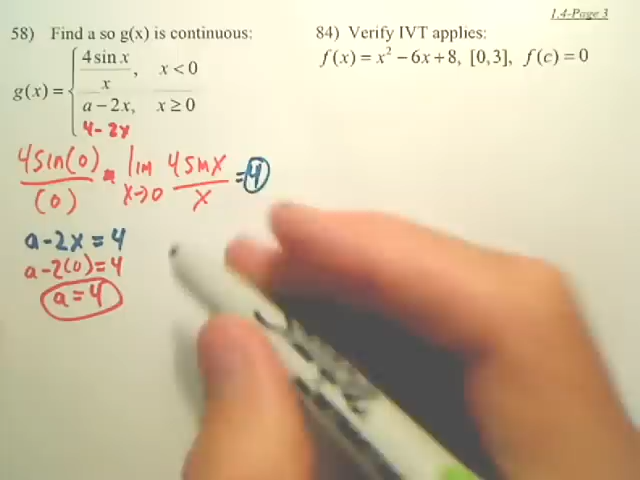 1.4-Page 3
58) Find a so g(x) is continuous:
g(x) = { 4 sin x / x, x < 0
a − 2x, x ≥ 0
4-2x
4sin(0) / (0) = lim x→0 4sinx / x = 4
a-2x = 4
a-2(0) = 4
a = 4
84) Verify IVT applies:
f(x) = x² − 6x + 8, [0,3], f(c) = 0